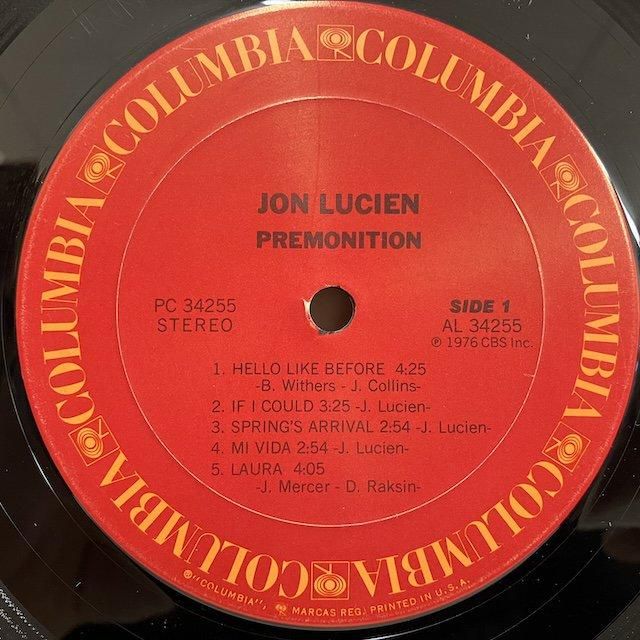 COLUMBIA COLUMBIA COLUMBIA COLUMBIA COLUMBIA COLUMBIA COLUMBIA COLUMBIA
JON LUCIEN
PREMONITION
PC 34255
STEREO
SIDE 1
AL 34255
℗ 1976 CBS Inc.
1. HELLO LIKE BEFORE 4:25
-B. Withers - J. Collins-
2. IF I COULD 3:25 -J. Lucien-
3. SPRING'S ARRIVAL 2:54 -J. Lucien-
4. MI VIDA 2:54 -J. Lucien-
5. LAURA 4:05
-J. Mercer - D. Raksin-
® "COLUMBIA", MARCAS REG. PRINTED IN U.S.A.